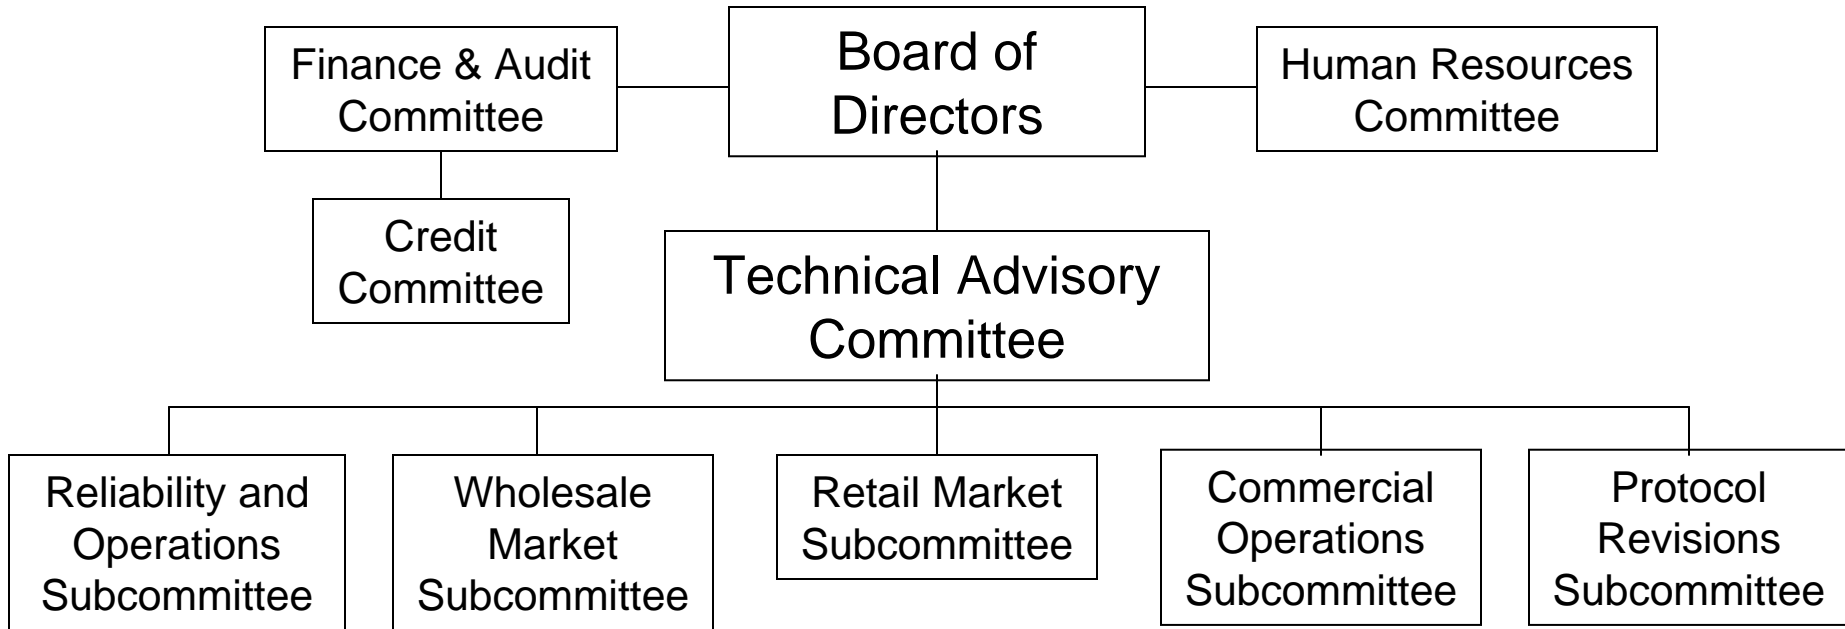 Finance & Audit
Committee
Board of
Directors
Human Resources
Committee
Credit
Committee
Technical Advisory
Committee
Reliability and
Operations
Subcommittee
Wholesale
Market
Subcommittee
Retail Market
Subcommittee
Commercial
Operations
Subcommittee
Protocol
Revisions
Subcommittee